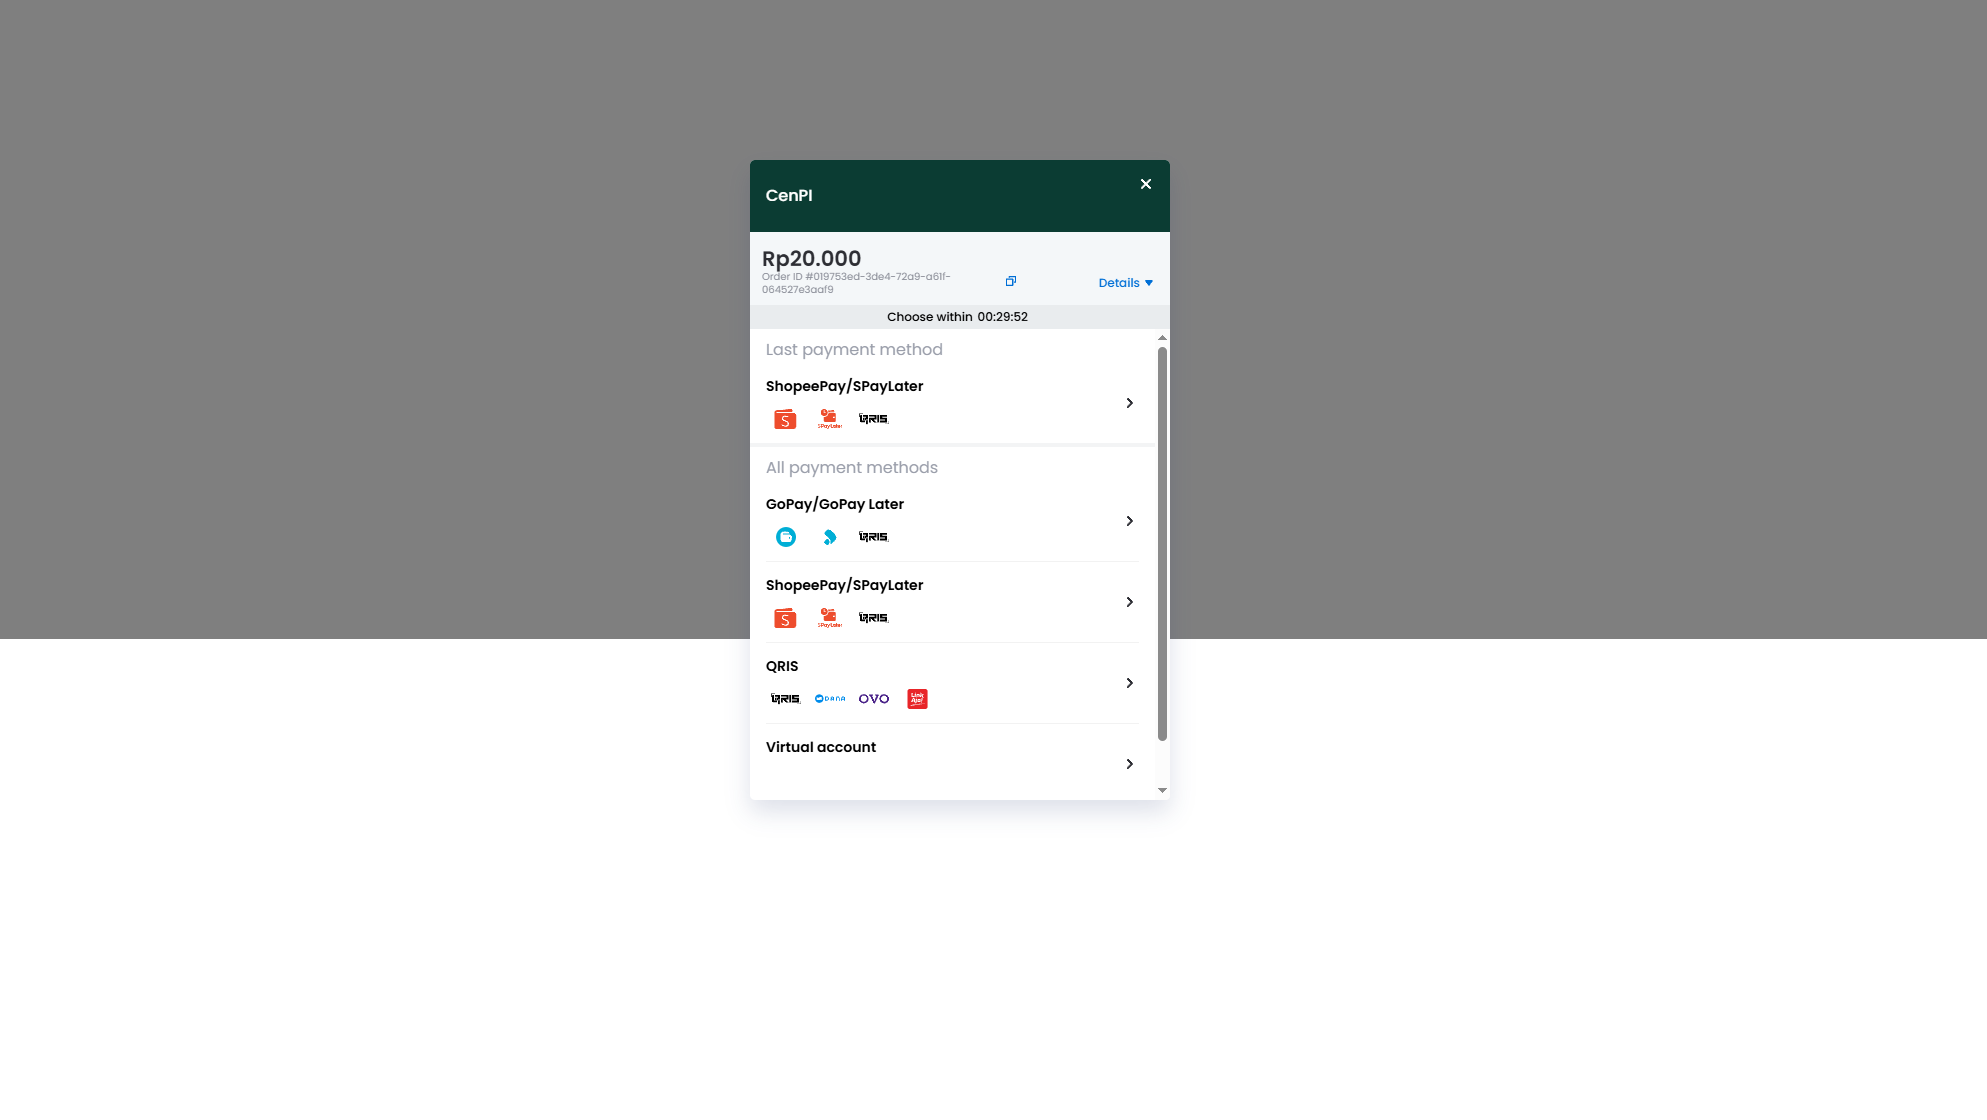 CenPI
Rp20.000
Order ID #019753ed-3de4-72a9-a61f-
064527e3aaf9
Details
Choose within 00:29:52
Last payment method
ShopeePay/SPayLater
S SPayLater QRIS
All payment methods
GoPay/GoPay Later
QRIS
ShopeePay/SPayLater
S SPayLater QRIS
QRIS
QRIS DANA OVO LinkAja!
Virtual account